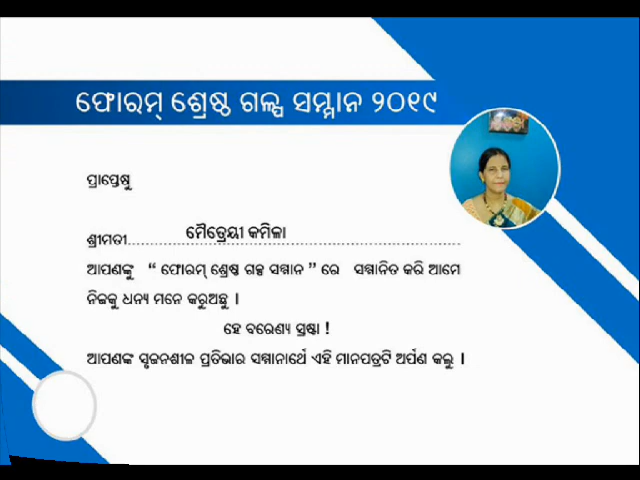 ଫୋରମ୍ ଶ୍ରେଷ୍ଠ ଗଳ୍ପ ସମ୍ମାନ ୨୦୧୯
ପ୍ରାପ୍ତେଷୁ
ଶ୍ରୀମତୀ ମୈତ୍ରେୟୀ କମିଳା
ଆପଣଙ୍କୁ “ ଫୋରମ୍ ଶ୍ରେଷ୍ଠ ଗଳ୍ପ ସମ୍ମାନ ” ରେ ସମ୍ମାନିତ କରି ଆମେ
ନିଜକୁ ଧନ୍ୟ ମନେ କରୁଅଛୁ ।
ହେ ବରେଣ୍ୟ ସ୍ରଷ୍ଟା !
ଆପଣଙ୍କ ସୃଜନଶୀଳ ପ୍ରତିଭାର ସମ୍ମାନାର୍ଥେ ଏହି ମାନପତ୍ରଟି ଅର୍ପଣ କଲୁ ।